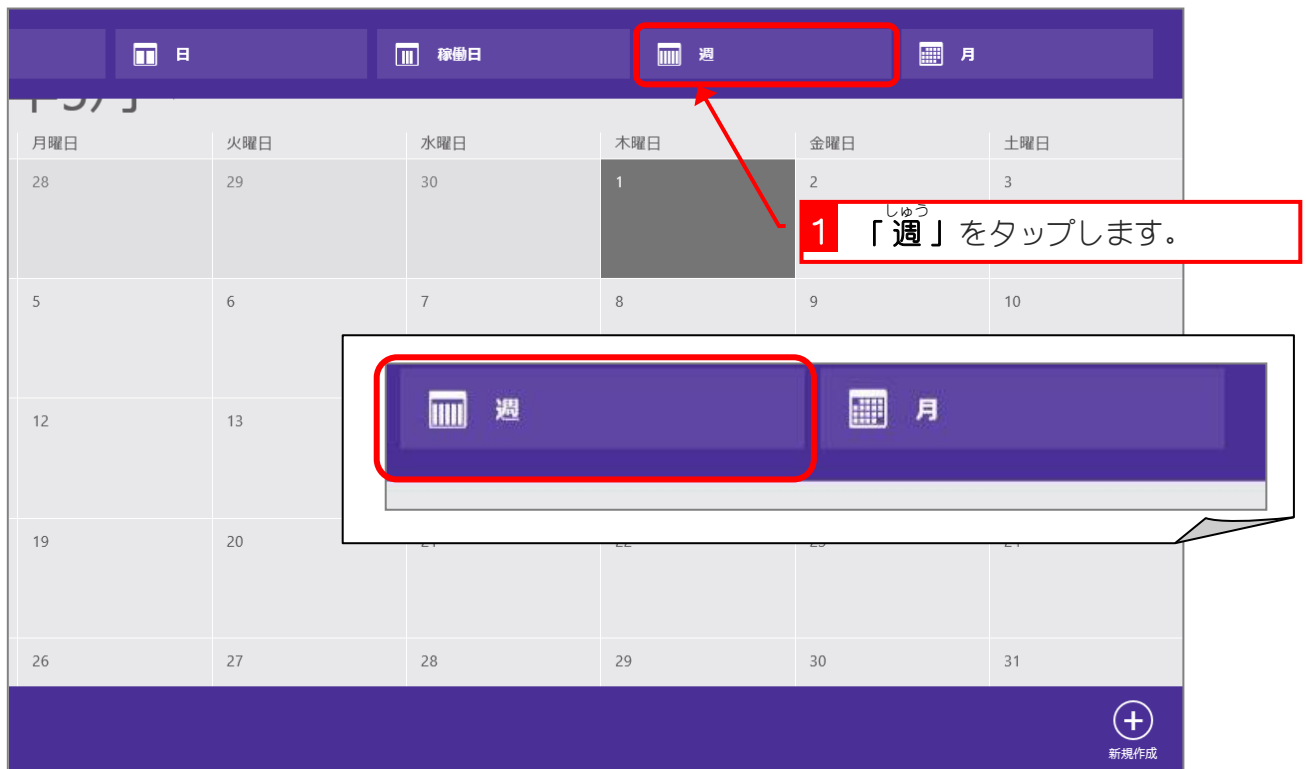 日 稼働日 週 月
月曜日 火曜日 水曜日 木曜日 金曜日 土曜日
28 29 30 1 2 3
しゅう
1 「週」をタップします。
5 6 7 8 9 10
週 月
12 13
19 20
26 27 28 29 30 31
新規作成